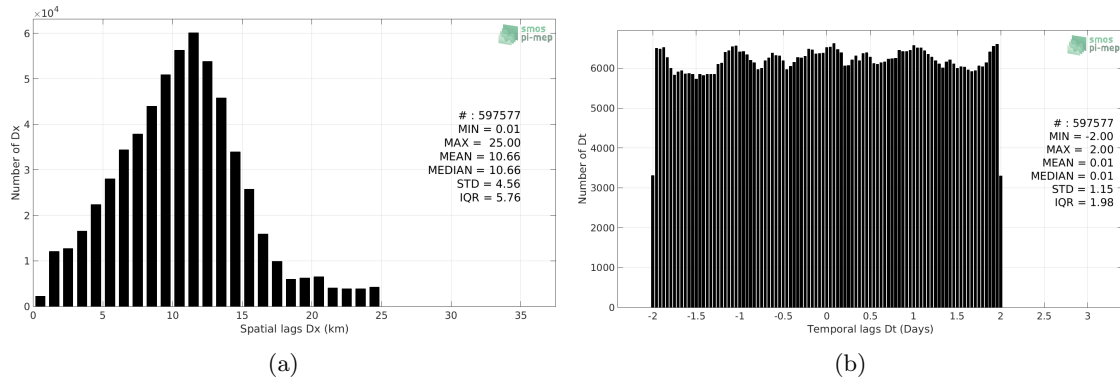 ×10⁴
6
5
4
3
2
1
0
Number of Dx
0 5 10 15 20 25 30 35
Spatial lags Dx (km)
smos
pi-mep
# : 597577
MIN = 0.01
MAX = 25.00
MEAN = 10.66
MEDIAN = 10.66
STD = 4.56
IQR = 5.76
(a)
6000
5000
4000
3000
2000
1000
0
Number of Dt
-2 -1.5 -1 -0.5 0 0.5 1 1.5 2 2.5 3
Temporal lags Dt (Days)
smos
pi-mep
# : 597577
MIN = -2.00
MAX = 2.00
MEAN = 0.01
MEDIAN = 0.01
STD = 1.15
IQR = 1.98
(b)